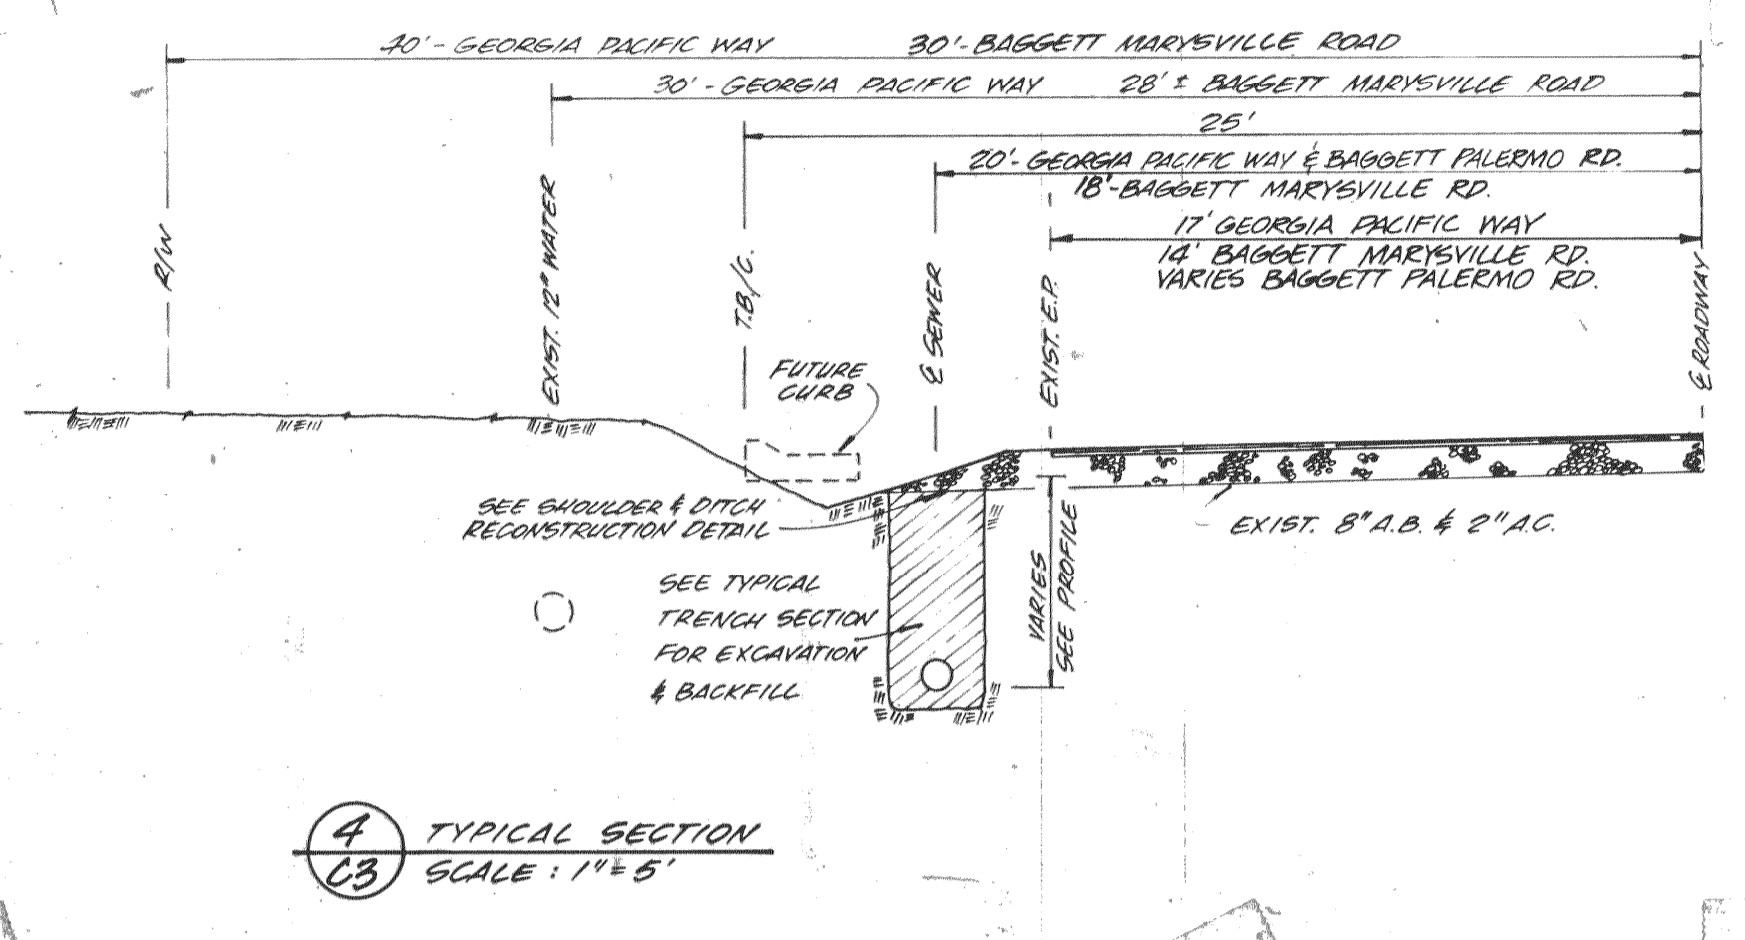 40'- GEORGIA PACIFIC WAY 30'-BAGGETT MARYSVILLE ROAD
30'- GEORGIA PACIFIC WAY 28' ± BAGGETT MARYSVILLE ROAD
25'
20'- GEORGIA PACIFIC WAY & BAGGETT PALERMO RD.
18'-BAGGETT MARYSVILLE RD.
17' GEORGIA PACIFIC WAY
14' BAGGETT MARYSVILLE RD.
VARIES BAGGETT PALERMO RD.
R/W
EXIST. 12" WATER
T.B./C.
℄ SEWER
EXIST. E.P.
℄ ROADWAY
FUTURE
CURB
SEE SHOULDER & DITCH
RECONSTRUCTION DETAIL
EXIST. 8" A.B. & 2" A.C.
SEE TYPICAL
TRENCH SECTION
FOR EXCAVATION
& BACKFILL
VARIES
SEE PROFILE
4
C3
TYPICAL SECTION
SCALE : 1"= 5'